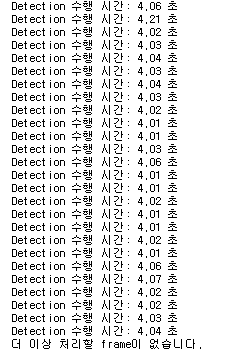 Detection 수행 시간: 4.06 초
Detection 수행 시간: 4.21 초
Detection 수행 시간: 4.02 초
Detection 수행 시간: 4.03 초
Detection 수행 시간: 4.04 초
Detection 수행 시간: 4.03 초
Detection 수행 시간: 4.04 초
Detection 수행 시간: 4.03 초
Detection 수행 시간: 4.02 초
Detection 수행 시간: 4.01 초
Detection 수행 시간: 4.01 초
Detection 수행 시간: 4.03 초
Detection 수행 시간: 4.06 초
Detection 수행 시간: 4.01 초
Detection 수행 시간: 4.01 초
Detection 수행 시간: 4.02 초
Detection 수행 시간: 4.01 초
Detection 수행 시간: 4.01 초
Detection 수행 시간: 4.02 초
Detection 수행 시간: 4.01 초
Detection 수행 시간: 4.06 초
Detection 수행 시간: 4.07 초
Detection 수행 시간: 4.02 초
Detection 수행 시간: 4.02 초
Detection 수행 시간: 4.03 초
Detection 수행 시간: 4.04 초
더 이상 처리할 frame이 없습니다.